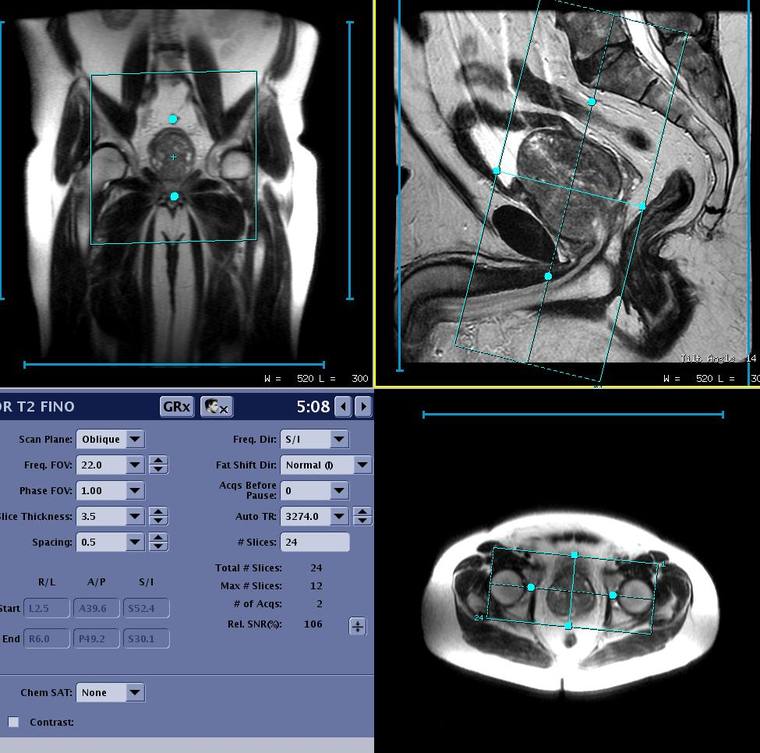 W = 520 L = 300
Tilt Angle 14
W = 520 L = 30
OR T2 FINO GRx 5:08
Scan Plane: Oblique Freq. Dir: S/I
Freq. FOV: 22.0 Fat Shift Dir: Normal (I)
Phase FOV: 1.00 Acqs Before Pause: 0
Slice Thickness: 3.5 Auto TR: 3274.0
Spacing: 0.5 # Slices: 24
Total # Slices: 24
R/L A/P S/I Max # Slices: 12
# of Acqs: 2
Start L2.5 A39.6 S52.4
Rel. SNR(%): 106
End R6.0 P49.2 S30.1
Chem SAT: None
Contrast:
1
24